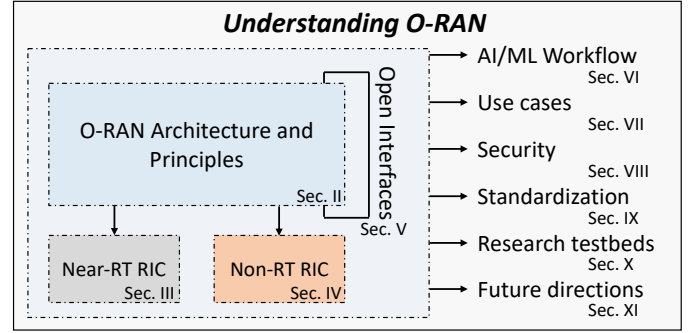 Understanding O-RAN
O-RAN Architecture and
Principles
Sec. II
Open Interfaces
Sec. V
Near-RT RIC
Sec. III
Non-RT RIC
Sec. IV
AI/ML Workflow
Sec. VI
Use cases
Sec. VII
Security
Sec. VIII
Standardization
Sec. IX
Research testbeds
Sec. X
Future directions
Sec. XI